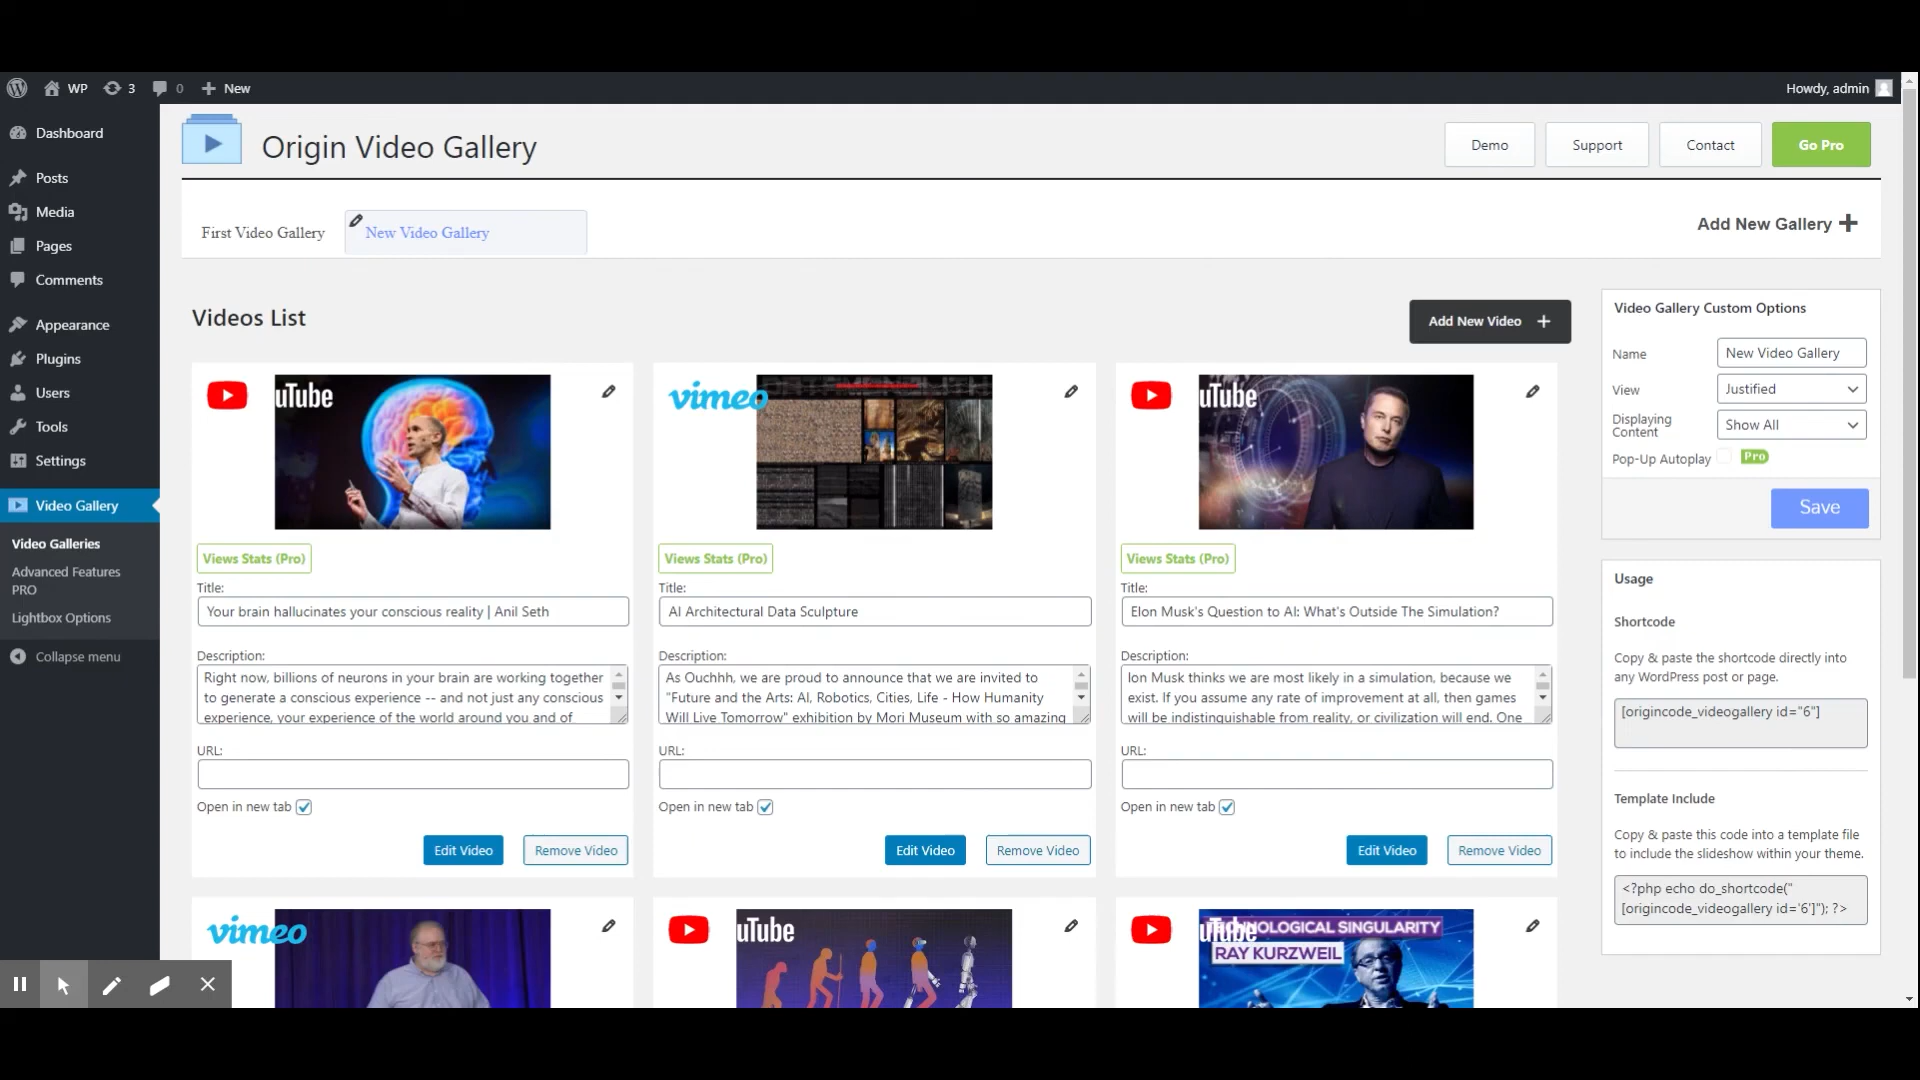 WP
3
0
New
Howdy, admin
Dashboard
Posts
Media
Pages
Comments
Appearance
Plugins
Users
Tools
Settings
Video Gallery
Video Galleries
Advanced Features
PRO
Lightbox Options
Collapse menu
Origin Video Gallery
Demo
Support
Contact
Go Pro
First Video Gallery
New Video Gallery
Add New Gallery
Videos List
Add New Video
uTube
Views Stats (Pro)
Title:
Your brain hallucinates your conscious reality | Anil Seth
Description:
Right now, billions of neurons in your brain are working together
to generate a conscious experience -- and not just any conscious
experience, your experience of the world around you and of
URL:
Open in new tab
Edit Video
Remove Video
vimeo
Views Stats (Pro)
Title:
AI Architectural Data Sculpture
Description:
As Ouchhh, we are proud to announce that we are invited to
"Future and the Arts: AI, Robotics, Cities, Life - How Humanity
Will Live Tomorrow" exhibition by Mori Museum with so amazing
URL:
Open in new tab
Edit Video
Remove Video
uTube
Views Stats (Pro)
Title:
Elon Musk's Question to AI: What's Outside The Simulation?
Description:
lon Musk thinks we are most likely in a simulation, because we
exist. If you assume any rate of improvement at all, then games
will be indistinguishable from reality, or civilization will end. One
URL:
Open in new tab
Edit Video
Remove Video
vimeo
uTube
uTube
TECHNOLOGICAL SINGULARITY
RAY KURZWEIL
Video Gallery Custom Options
Name
New Video Gallery
View
Justified
Displaying
Content
Show All
Pop-Up Autoplay
Pro
Save
Usage
Shortcode
Copy & paste the shortcode directly into
any WordPress post or page.
[origincode_videogallery id="6"]
Template Include
Copy & paste this code into a template file
to include the slideshow within your theme.
<?php echo do_shortcode("
[origincode_videogallery id='6']"); ?>